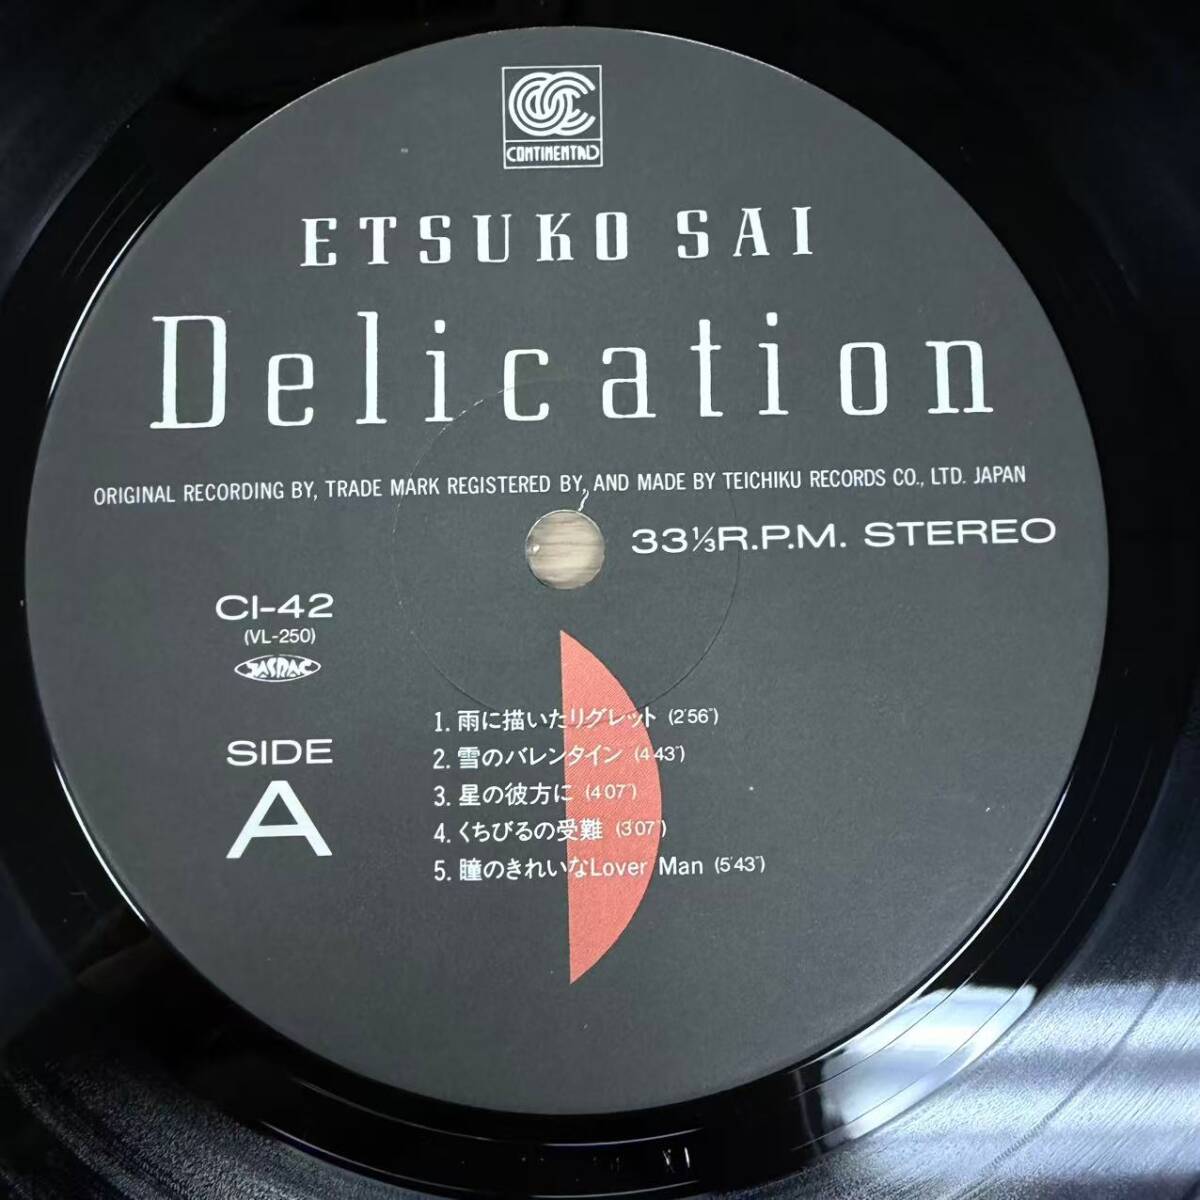 CONTINENTAL
ETSUKO SAI
Delication
ORIGINAL RECORDING BY, TRADE MARK REGISTERED BY, AND MADE BY TEICHIKU RECORDS CO., LTD. JAPAN
33⅓R.P.M. STEREO
CI-42
(VL-250)
JASRAC
SIDE
A
1. 雨に描いたリグレット (2'56")
2. 雪のバレンタイン (4'43")
3. 星の彼方に (4'07")
4. くちびるの受難 (3'07")
5. 瞳のきれいなLover Man (5'43")